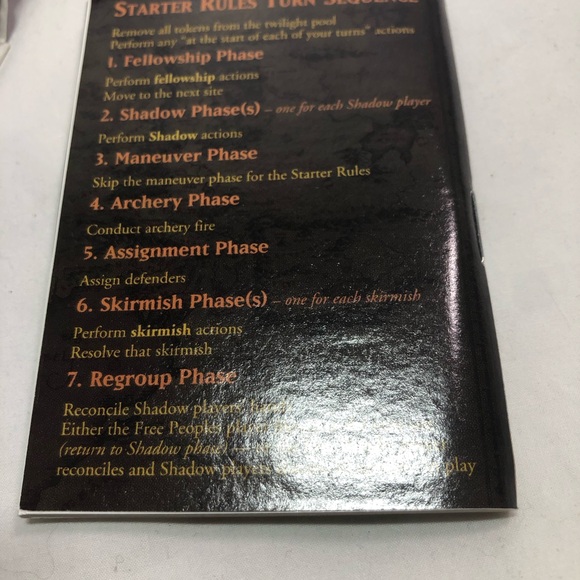 STARTER RULES TURN SEQUENCE
Remove all tokens from the twilight pool
Perform any "at the start of each of your turns" actions
1. Fellowship Phase
Perform fellowship actions
Move to the next site
2. Shadow Phase(s) – one for each Shadow player
Perform Shadow actions
3. Maneuver Phase
Skip the maneuver phase for the Starter Rules
4. Archery Phase
Conduct archery fire
5. Assignment Phase
Assign defenders
6. Skirmish Phase(s) – one for each skirmish
Perform skirmish actions
Resolve that skirmish
7. Regroup Phase
Reconcile Shadow players'
Either the Free Peoples
(return to Shadow phase)
reconciles and Shadow players play